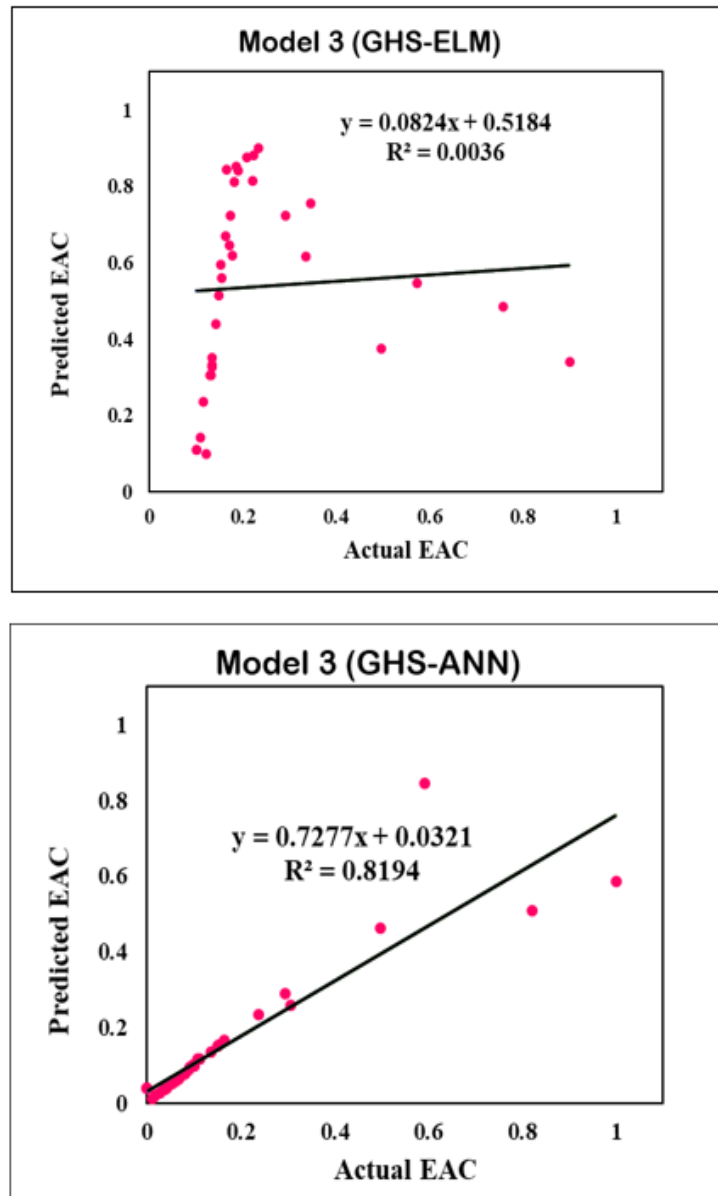 Model 3 (GHS-ELM)
y = 0.0824x + 0.5184
R² = 0.0036
Predicted EAC
1
0.8
0.6
0.4
0.2
0
0 0.2 0.4 0.6 0.8 1
Actual EAC
Model 3 (GHS-ANN)
y = 0.7277x + 0.0321
R² = 0.8194
Predicted EAC
1
0.8
0.6
0.4
0.2
0
0 0.2 0.4 0.6 0.8 1
Actual EAC